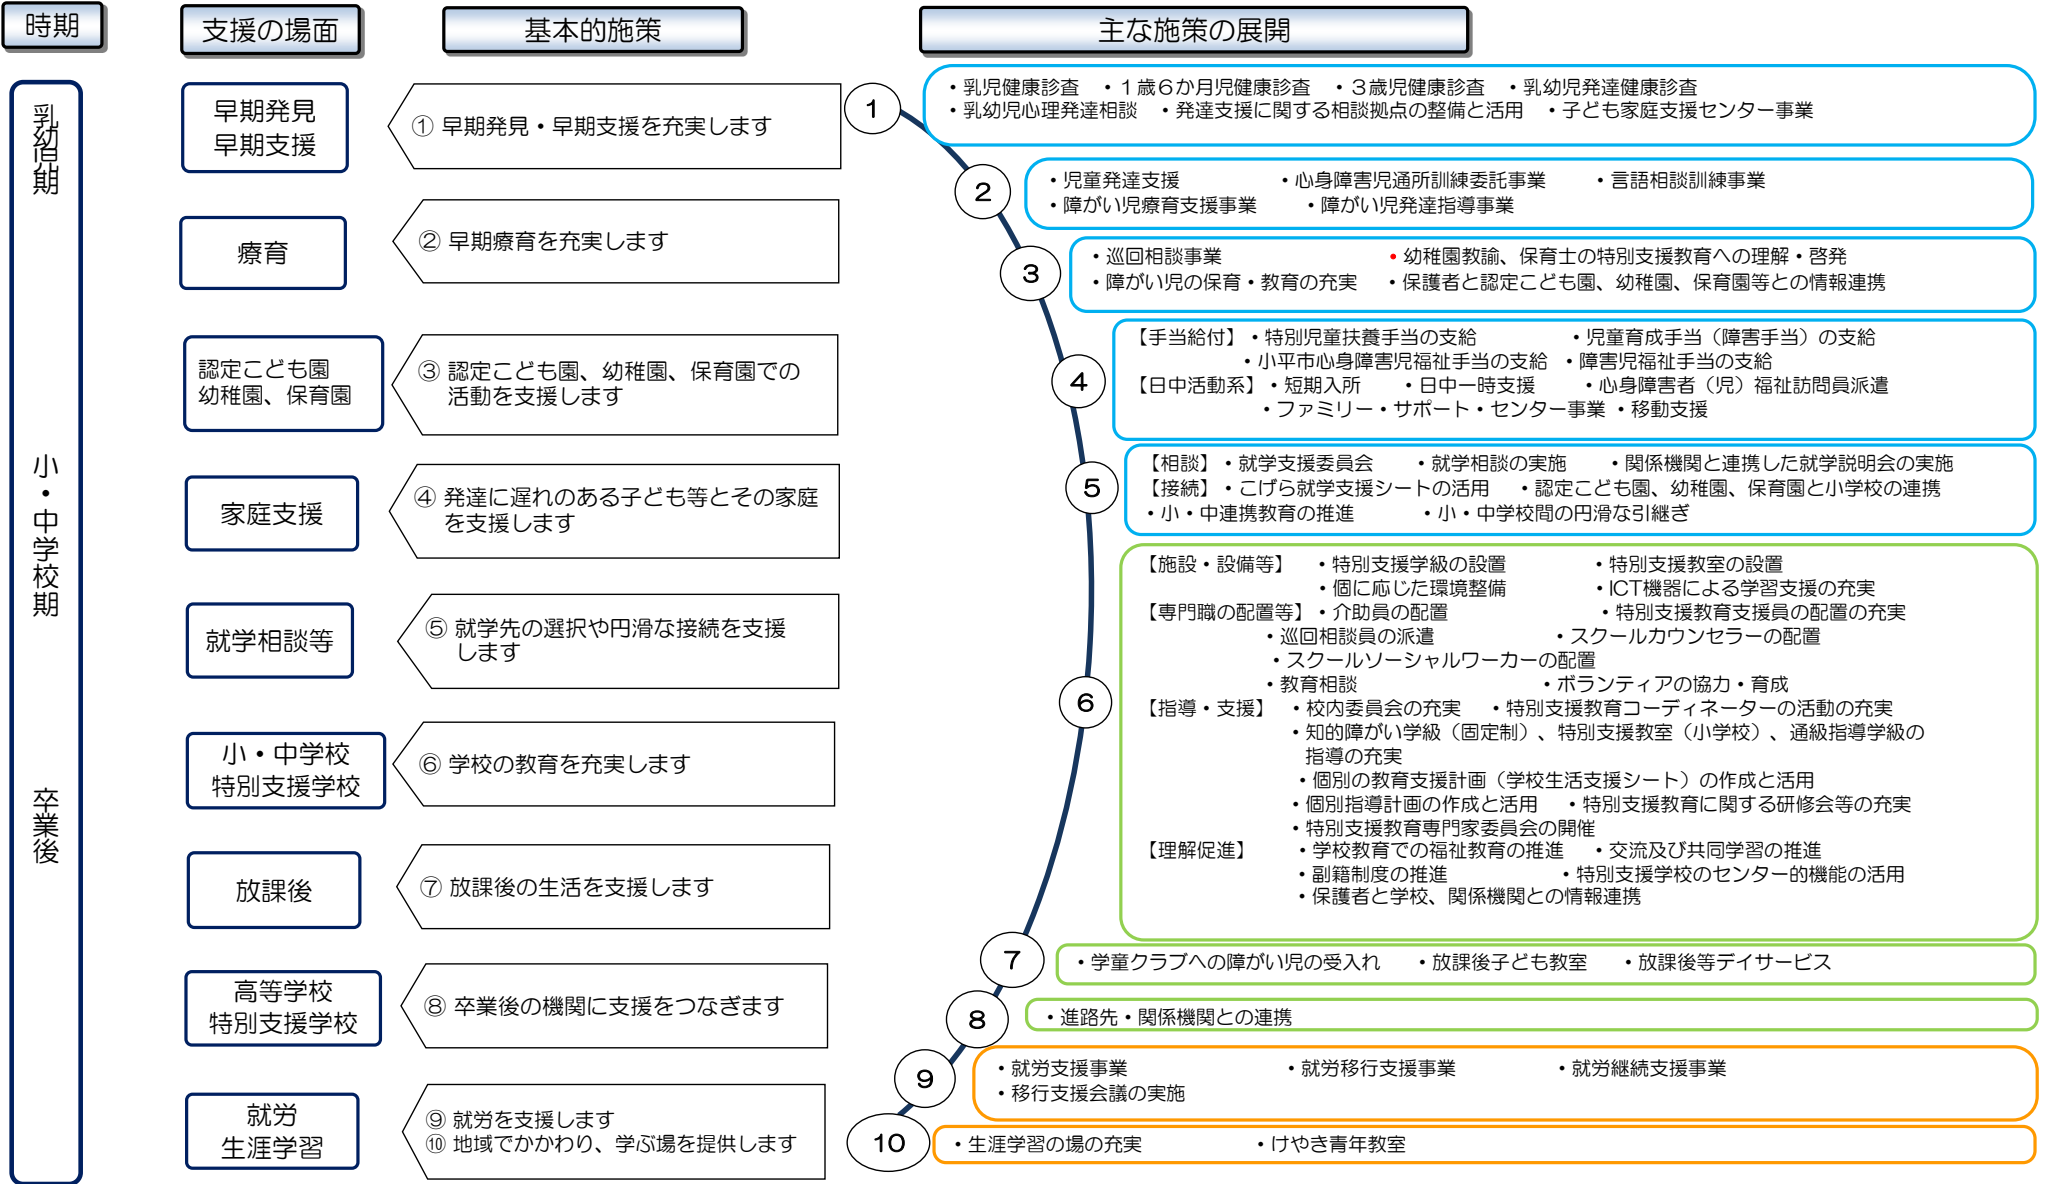 時期
支援の場面
基本的施策
主な施策の展開
乳幼児期
小・中学校期
卒業後
早期発見
早期支援
療育
認定こども園
幼稚園、保育園
家庭支援
就学相談等
小・中学校
特別支援学校
放課後
高等学校
特別支援学校
就労
生涯学習
① 早期発見・早期支援を充実します
② 早期療育を充実します
③ 認定こども園、幼稚園、保育園での
活動を支援します
④ 発達に遅れのある子ども等とその家庭
を支援します
⑤ 就学先の選択や円滑な接続を支援
します
⑥ 学校の教育を充実します
⑦ 放課後の生活を支援します
⑧ 卒業後の機関に支援をつなぎます
⑨ 就労を支援します
⑩ 地域でかかわり、学ぶ場を提供します
1
・乳児健康診査　・１歳６か月児健康診査　・３歳児健康診査　・乳幼児発達健康診査
・乳幼児心理発達相談　・発達支援に関する相談拠点の整備と活用　・子ども家庭支援センター事業
2
・児童発達支援　・心身障害児通所訓練委託事業　・言語相談訓練事業
・障がい児療育支援事業　・障がい児発達指導事業
3
・巡回相談事業　・幼稚園教諭、保育士の特別支援教育への理解・啓発
・障がい児の保育・教育の充実　・保護者と認定こども園、幼稚園、保育園等との情報連携
4
【手当給付】・特別児童扶養手当の支給　・児童育成手当（障害手当）の支給
・小平市心身障害児福祉手当の支給　・障害児福祉手当の支給
【日中活動系】・短期入所　・日中一時支援　・心身障害者（児）福祉訪問員派遣
・ファミリー・サポート・センター事業　・移動支援
5
【相談】・就学支援委員会　・就学相談の実施　・関係機関と連携した就学説明会の実施
【接続】・こげら就学支援シートの活用　・認定こども園、幼稚園、保育園と小学校の連携
・小・中連携教育の推進　・小・中学校間の円滑な引継ぎ
6
【施設・設備等】　・特別支援学級の設置　・特別支援教室の設置
・個に応じた環境整備　・ICT機器による学習支援の充実
【専門職の配置等】・介助員の配置　・特別支援教育支援員の配置の充実
・巡回相談員の派遣　・スクールカウンセラーの配置
・スクールソーシャルワーカーの配置
・教育相談　・ボランティアの協力・育成
【指導・支援】　・校内委員会の充実　・特別支援教育コーディネーターの活動の充実
・知的障がい学級（固定制）、特別支援教室（小学校）、通級指導学級の
指導の充実
・個別の教育支援計画（学校生活支援シート）の作成と活用
・個別指導計画の作成と活用　・特別支援教育に関する研修会等の充実
・特別支援教育専門家委員会の開催
【理解促進】　・学校教育での福祉教育の推進　・交流及び共同学習の推進
・副籍制度の推進　・特別支援学校のセンター的機能の活用
・保護者と学校、関係機関との情報連携
7
・学童クラブへの障がい児の受入れ　・放課後子ども教室　・放課後等デイサービス
8
・進路先・関係機関との連携
9
・就労支援事業　・就労移行支援事業　・就労継続支援事業
・移行支援会議の実施
10
・生涯学習の場の充実　・けやき青年教室